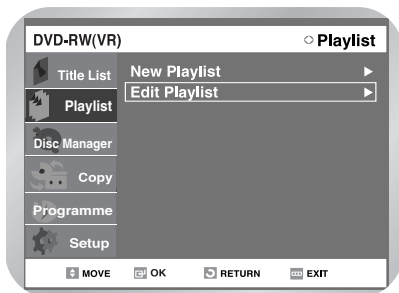 DVD-RW(VR)
Playlist
Title List
New Playlist
Playlist
Edit Playlist
Disc Manager
Copy
Programme
Setup
MOVE OK RETURN EXIT